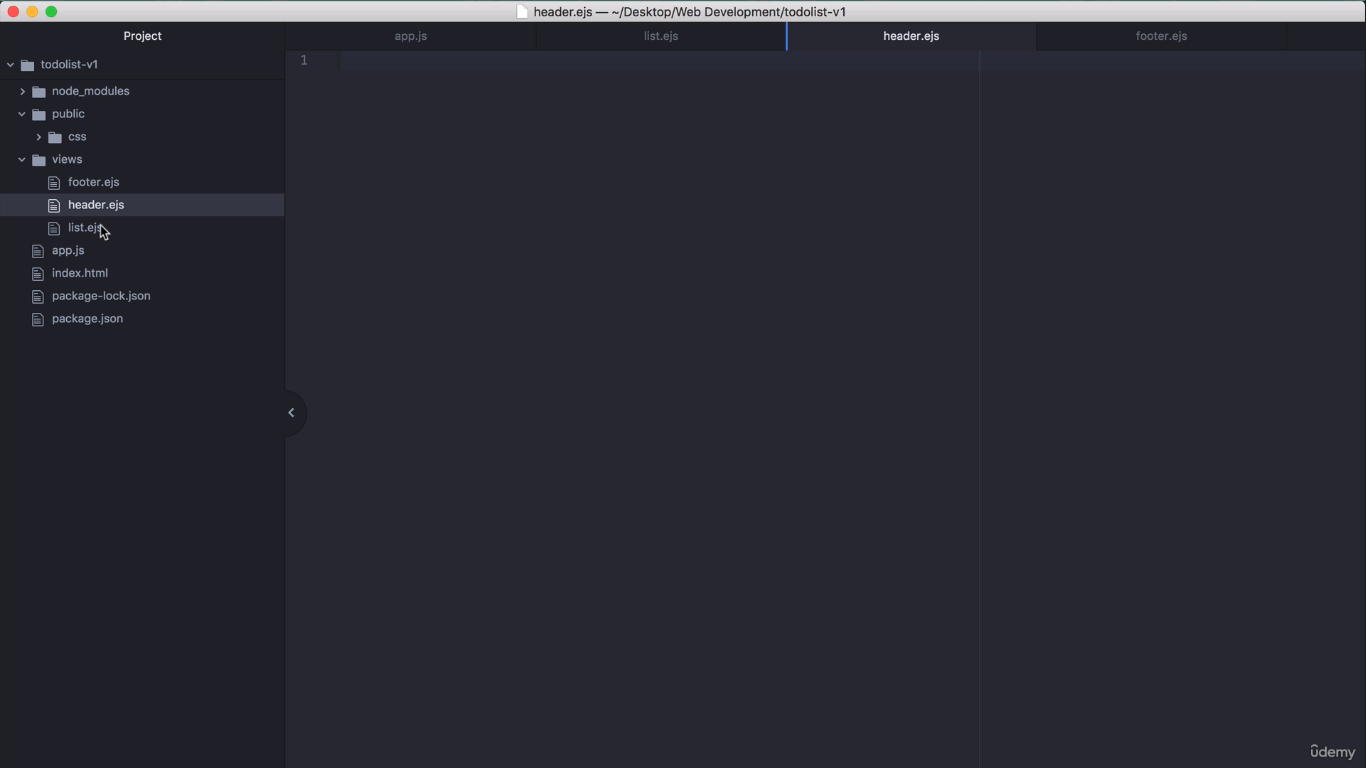 header.ejs — ~/Desktop/Web Development/todolist-v1
Project
app.js
list.ejs
header.ejs
footer.ejs
todolist-v1
1
node_modules
public
css
views
footer.ejs
header.ejs
list.ejs
app.js
index.html
package-lock.json
package.json
ûdemy